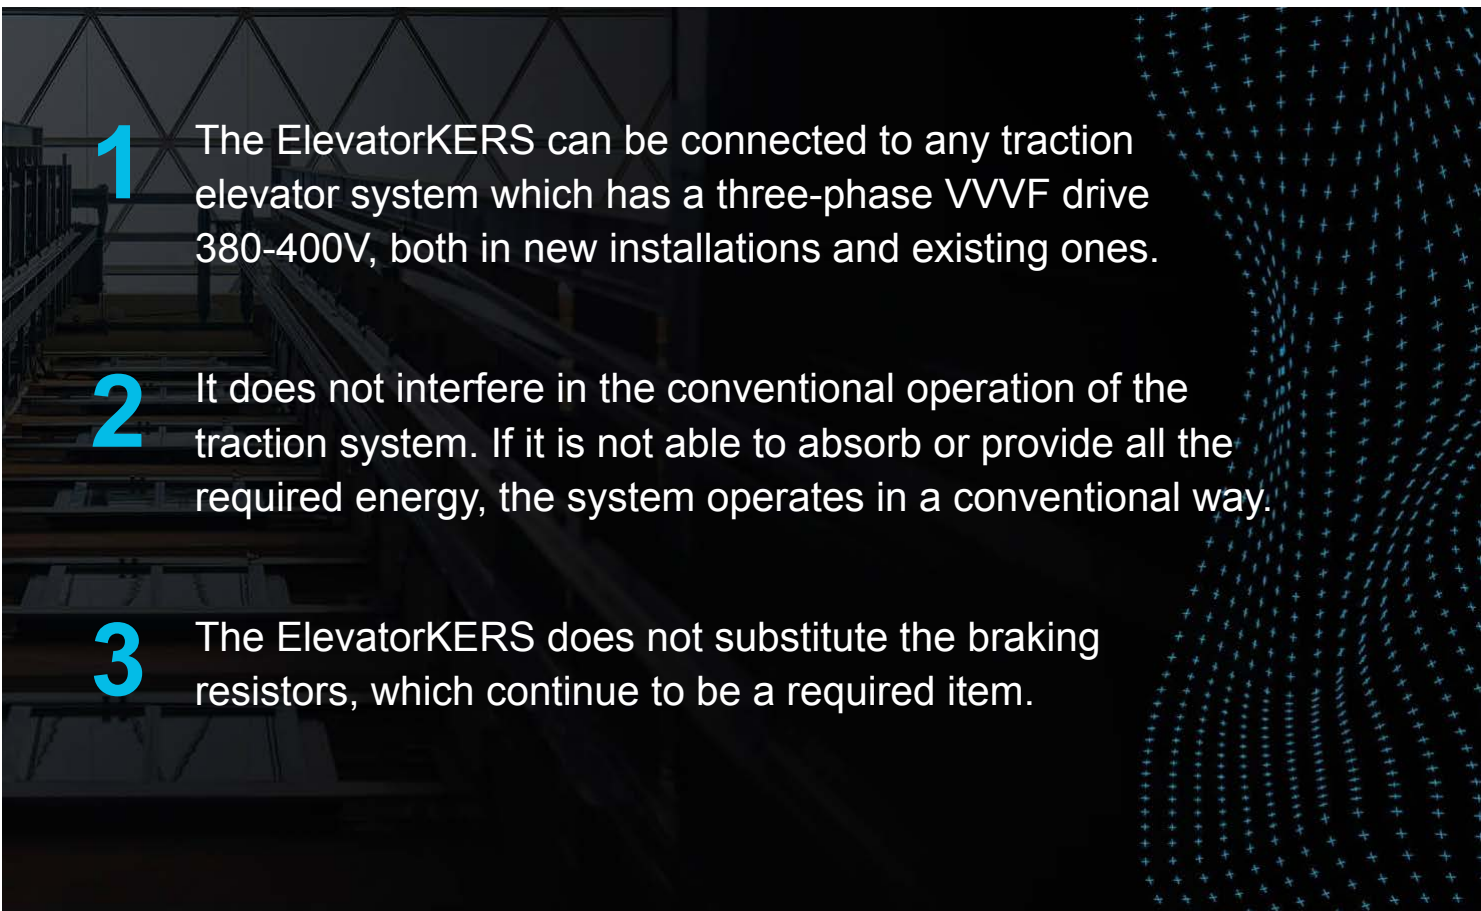 1
The ElevatorKERS can be connected to any traction
elevator system which has a three-phase VVVF drive
380-400V, both in new installations and existing ones.
2
It does not interfere in the conventional operation of the
traction system. If it is not able to absorb or provide all the
required energy, the system operates in a conventional way.
3
The ElevatorKERS does not substitute the braking
resistors, which continue to be a required item.